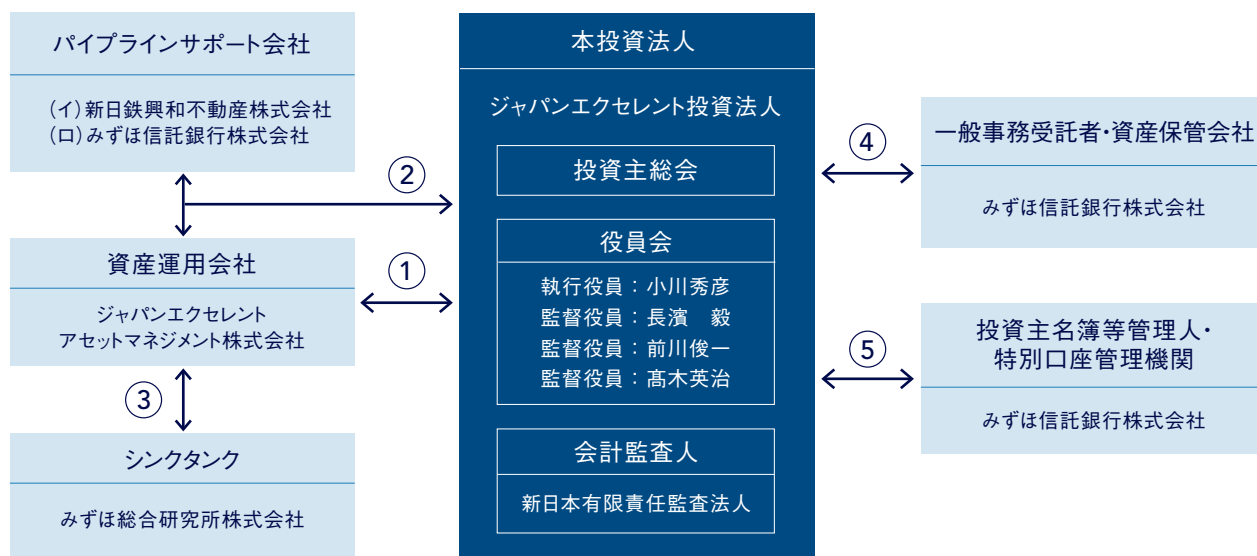 パイプラインサポート会社
(イ)新日鉄興和不動産株式会社
(ロ)みずほ信託銀行株式会社
②
資産運用会社
ジャパンエクセレント
アセットマネジメント株式会社
①
③
シンクタンク
みずほ総合研究所株式会社
本投資法人
ジャパンエクセレント投資法人
投資主総会
役員会
執行役員：小川秀彦
監督役員：長濱　毅
監督役員：前川俊一
監督役員：髙木英治
会計監査人
新日本有限責任監査法人
④
一般事務受託者・資産保管会社
みずほ信託銀行株式会社
⑤
投資主名簿等管理人・
特別口座管理機関
みずほ信託銀行株式会社